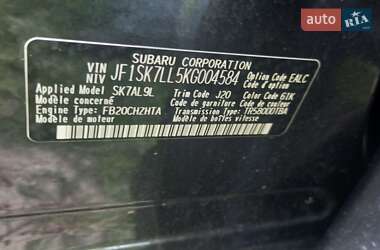 AUTO RIA
SUBARU CORPORATION
VIN
NIV JF1SK7LL5KG004584 Option Code EALC
Code d'option
Applied Model SK7AL9L Trim Code J20 Color Code 61K
Modèle concerné Code de garniture Code de couleur
Engine Type FB20CHZHTA Transmission Type TR580DDTBA
Modèle de moteur Modèle de boîtes vitesse